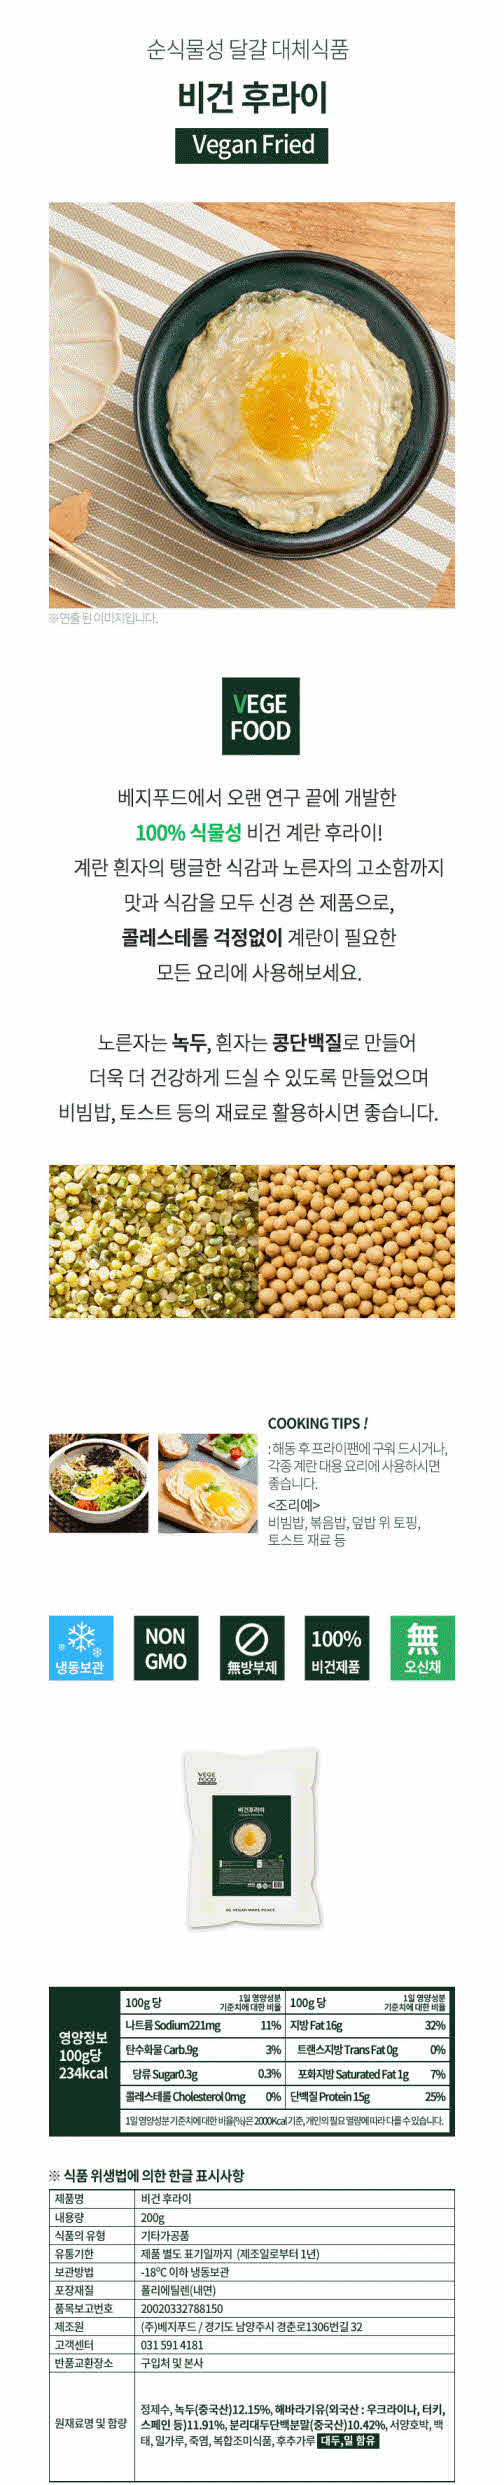 순식물성 달걀 대체식품
비건 후라이
Vegan Fried
※연출 된 이미지입니다.
VEGE
FOOD
베지푸드에서 오랜 연구 끝에 개발한
100% 식물성 비건 계란 후라이!
계란 흰자의 탱글한 식감과 노른자의 고소함까지
맛과 식감을 모두 신경 쓴 제품으로,
콜레스테롤 걱정없이 계란이 필요한
모든 요리에 사용해보세요.
노른자는 녹두, 흰자는 콩단백질로 만들어
더욱 더 건강하게 드실 수 있도록 만들었으며
비빔밥, 토스트 등의 재료로 활용하시면 좋습니다.
COOKING TIPS !
: 해동 후 프라이팬에 구워 드시거나,
각종 계란 대용 요리에 사용하시면
좋습니다.
<조리예>
비빔밥, 볶음밥, 덮밥 위 토핑,
토스트 재료 등
냉동보관
NON
GMO
無방부제
100%
비건제품
無
오신채
VEGE
FOOD
비건후라이
BE VEGAN MAKE PEACE
영양정보
100g당
234kcal
100g 당 1일 영양성분 기준치에 대한 비율 100g 당 1일 영양성분 기준치에 대한 비율
나트륨 Sodium221mg 11% 지방 Fat 16g 32%
탄수화물 Carb.9g 3% 트랜스지방 Trans Fat 0g 0%
당류 Sugar0.3g 0.3% 포화지방 Saturated Fat 1g 7%
콜레스테롤 Cholesterol 0mg 0% 단백질 Protein 15g 25%
1일 영양성분 기준치에 대한 비율(%)은 2000Kcal 기준, 개인의 필요 열량에 따라 다를 수 있습니다.
※ 식품 위생법에 의한 한글 표시사항
제품명 비건 후라이
내용량 200g
식품의 유형 기타가공품
유통기한 제품 별도 표기일까지 (제조일로부터 1년)
보관방법 -18℃ 이하 냉동보관
포장재질 폴리에틸렌(내면)
품목보고번호 20020332788150
제조원 (주)베지푸드 / 경기도 남양주시 경춘로1306번길 32
고객센터 031 591 4181
반품교환장소 구입처 및 본사
원재료명 및 함량 정제수, 녹두(중국산)12.15%, 해바라기유(외국산 : 우크라이나, 터키,
스페인 등)11.91%, 분리대두단백분말(중국산)10.42%, 서양호박, 백
태, 밀가루, 죽염, 복합조미식품, 후추가루 대두,밀 함유